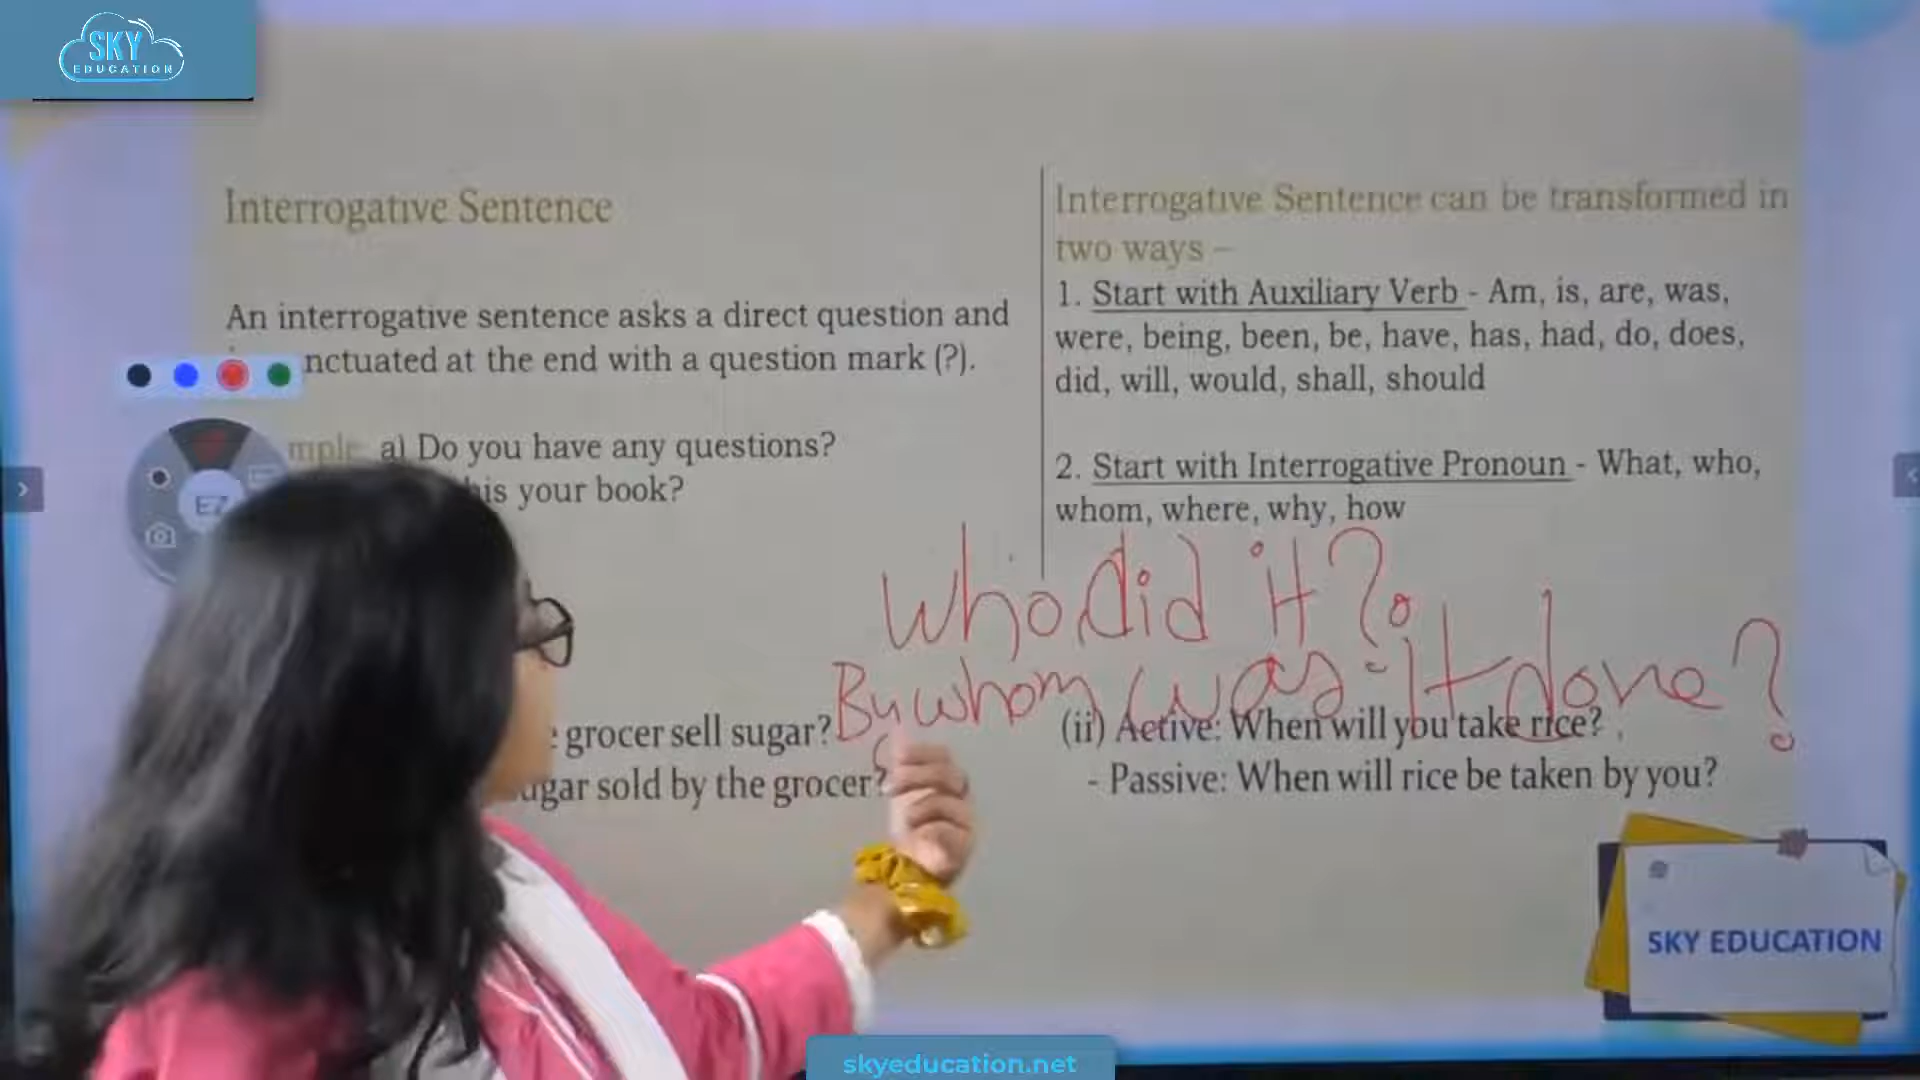 SKY
EDUCATION
Interrogative Sentence
An interrogative sentence asks a direct question and
nctuated at the end with a question mark (?).
mple a) Do you have any questions?
his your book?
EZ
grocer sell sugar?
sold by the grocer?
Interrogative Sentence can be transformed in
two ways –
1. Start with Auxiliary Verb - Am, is, are, was,
were, being, been, be, have, has, had, do, does,
did, will, would, shall, should
2. Start with Interrogative Pronoun - What, who,
whom, where, why, how
Who did it?
By whom was it done?
(ii) Active: When will you take rice?
- Passive: When will rice be taken by you?
SKY EDUCATION
skyeducation.net